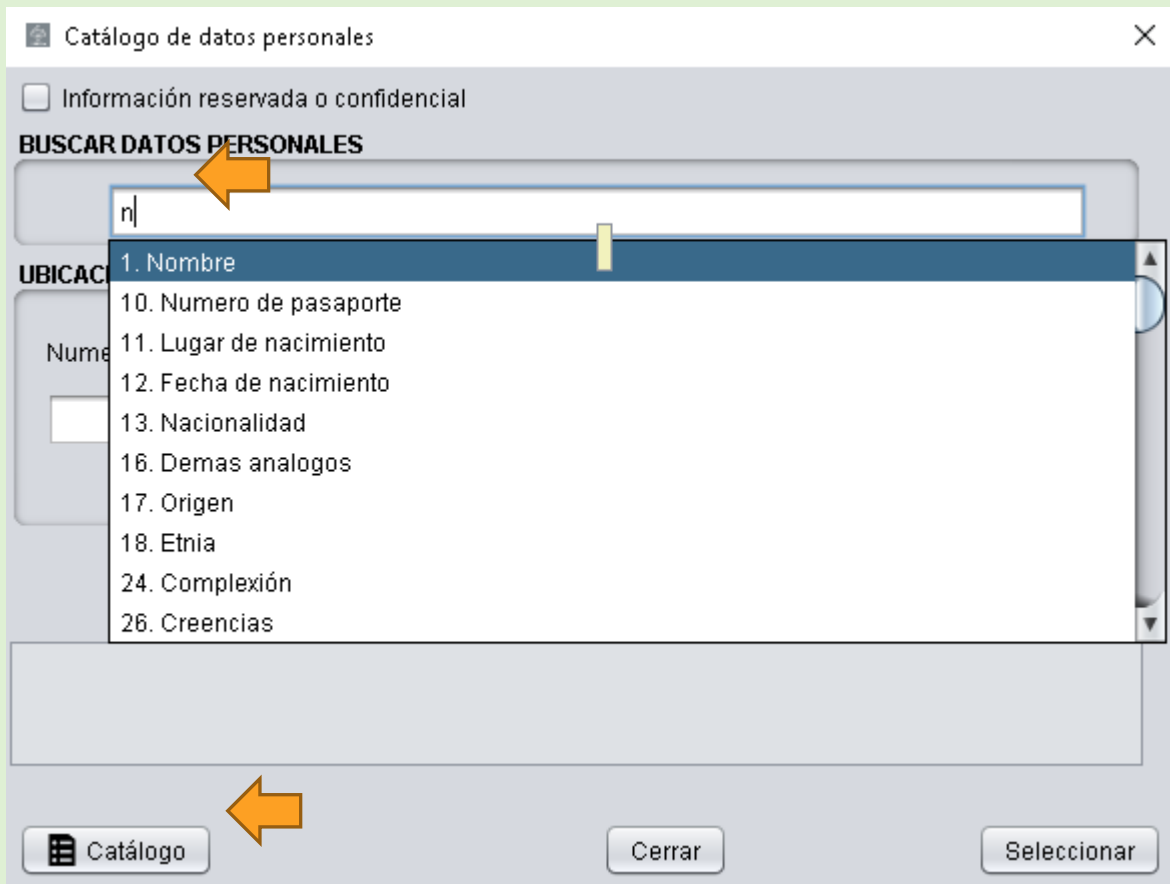 Catálogo de datos personales
Información reservada o confidencial
BUSCAR DATOS PERSONALES
n
1. Nombre
UBICACI
10. Numero de pasaporte
11. Lugar de nacimiento
Nume
12. Fecha de nacimiento
13. Nacionalidad
16. Demas analogos
17. Origen
18. Etnia
24. Complexión
26. Creencias
Catálogo Cerrar Seleccionar